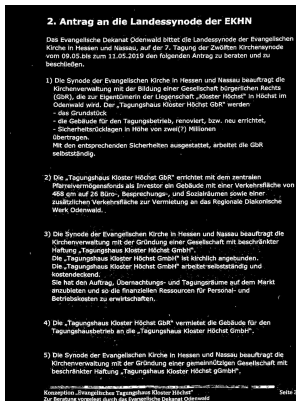 2. Antrag an die Landessynode der EKHN
Das Evangelische Dekanat Odenwald bittet die Landessynode der Evangelischen
Kirche in Hessen und Nassau, auf der 7. Tagung der Zwölften Kirchensynode
vom 09.05.bis zum 11.05.2019 den folgenden Antrag zu beraten und zu
beschließen.
1) Die Synode der Evangelischen Kirche in Hessen und Nassau beauftragt die
Kirchenverwaltung mit der Bildung einer Gesellschaft bürgerlichen Rechts
(GbR), die zur Eigentümerin der Liegenschaft „Kloster Höchst" in Höchst im
Odenwald wird. Der „Tagungshaus Kloster Höchst GbR" werden
- das Grundstück
- die Gebäude für den Tagungsbetrieb, renoviert, bzw. neu errichtet,
- Sicherheitsrücklagen in Höhe von zwei(?) Millionen
übertragen.
Mit den entsprechenden Sicherheiten ausgestattet, arbeitet die GbR
selbstständig.
2) Die „Tagungshaus Kloster Höchst GbR" errichtet mit dem zentralen
Pfarreivermögensfonds als Investor ein Gebäude mit einer Verkehrsfläche von
468 qm auf 26 Büro-, Besprechungs-, und Sozialräumen sowie einer
zusätzlichen Verkehrsfläche zur Vermietung an das Regionale Diakonische
Werk Odenwald.
3) Die Synode der Evangelischen Kirche in Hessen und Nassau beauftragt die
Kirchenverwaltung mit der Gründung einer Gesellschaft mit beschränkter
Haftung „Tagungshaus Kloster Höchst GmbH".
Die „Tagungshaus Kloster Höchst GmbH" ist kirchlich angebunden.
Die „Tagungshaus Kloster Höchst GmbH" arbeitet selbstständig und
kostendeckend.
Sie hat den Auftrag, Übernachtungs- und Tagungsräume auf dem Markt
anzubieten und so die finanziellen Ressourcen für Personal- und
Betriebskosten zu erwirtschaften.
4) Die „Tagungshaus Kloster Höchst GbR" vermietet die Gebäude für den
Tagungshausbetrieb an die „Tagungshaus Kloster Höchst GmbH".
5) Die Synode der Evangelischen Kirche in Hessen und Nassau beauftragt die
Kirchenverwaltung mit der Gründung einer gemeinnützigen Gesellschaft mit
beschränkter Haftung „Tagungshaus Kloster Höchst gGmbH".
Konzeption „Evangelisches Tagungshaus Kloster Höchst" Seite
Zur Beratung vorgelegt durch das Evangelische Dekanat Odenwald